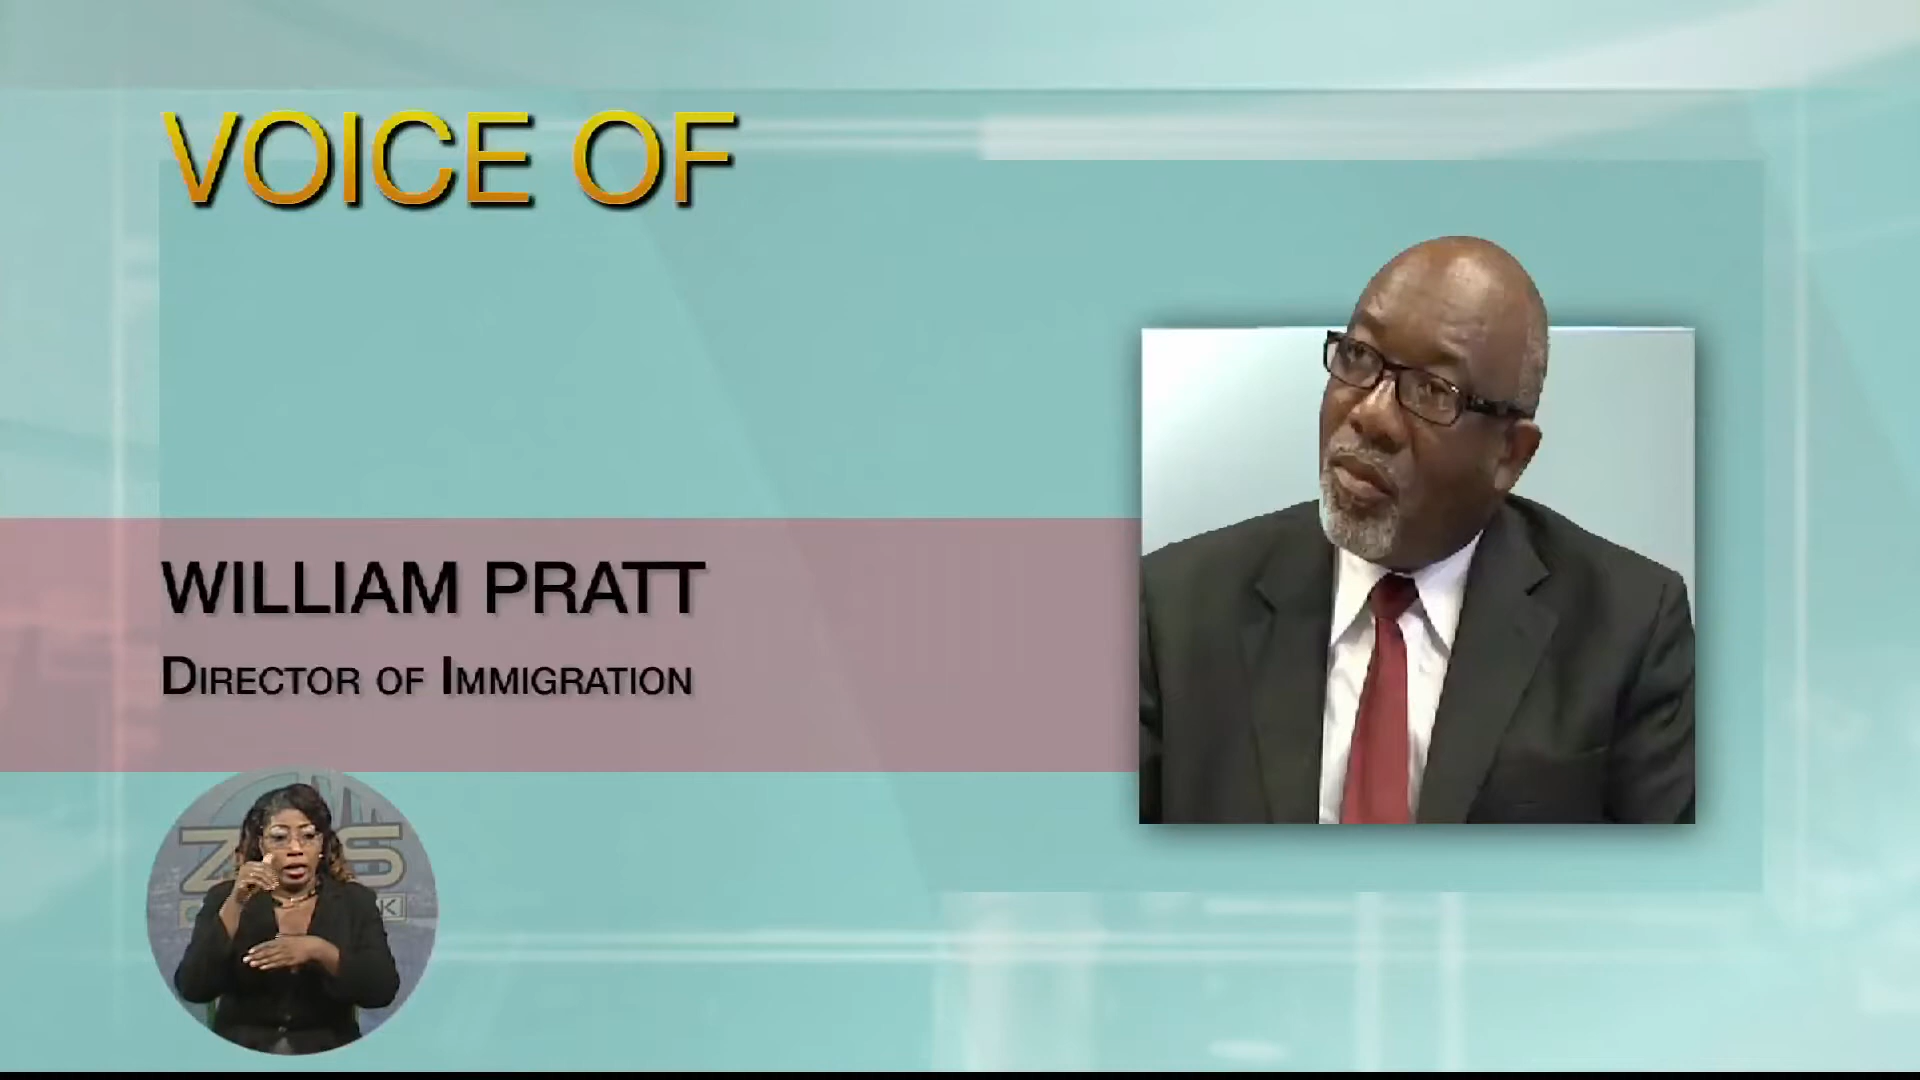 VOICE OF
WILLIAM PRATT
DIRECTOR OF IMMIGRATION